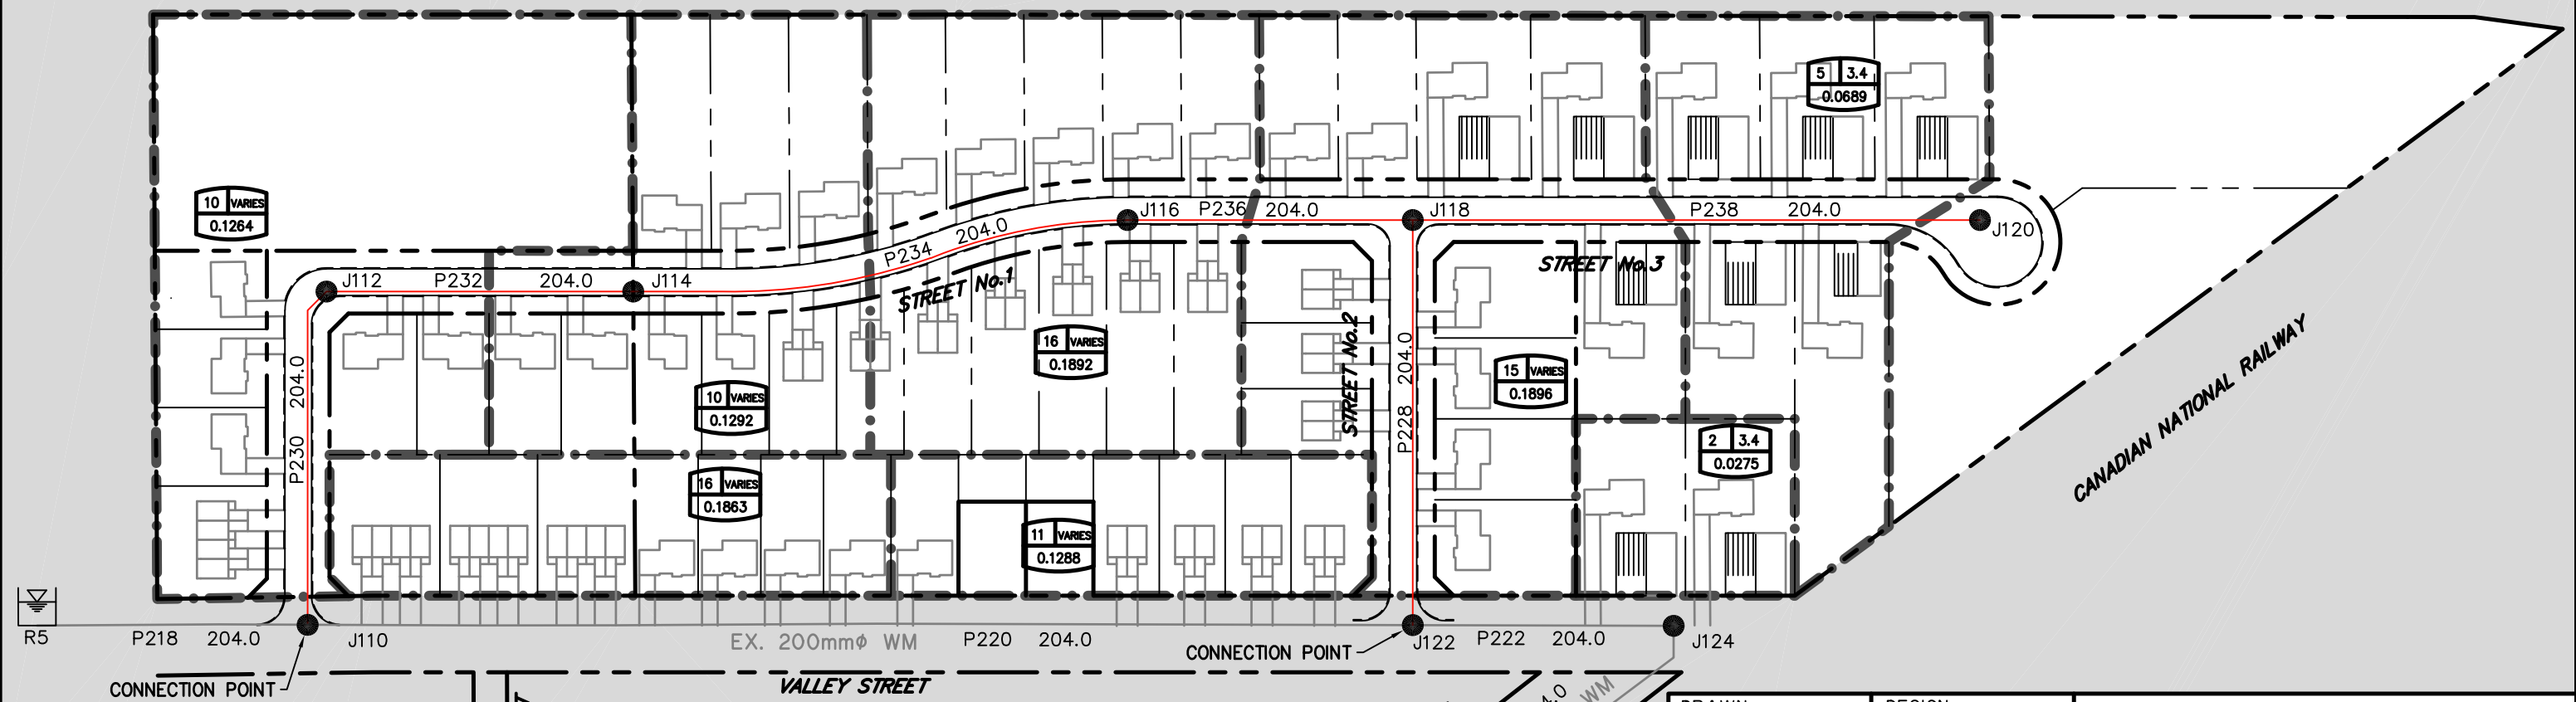 5 3.4
0.0689
10 VARIES
0.1264
J116 P236 204.0 J118 P238 204.0
J120
P234 204.0
STREET No.1
STREET No.3
J112 P232 204.0 J114
STREET No.2
P228 204.0
P230 204.0
16 VARIES
0.1892
15 VARIES
0.1896
10 VARIES
0.1292
2 3.4
0.0275
16 VARIES
0.1863
11 VARIES
0.1288
CANADIAN NATIONAL RAILWAY
R5 P218 204.0 J110 EX. 200mmø WM P220 204.0 J122 P222 204.0 J124
CONNECTION POINT
CONNECTION POINT
VALLEY STREET
WM